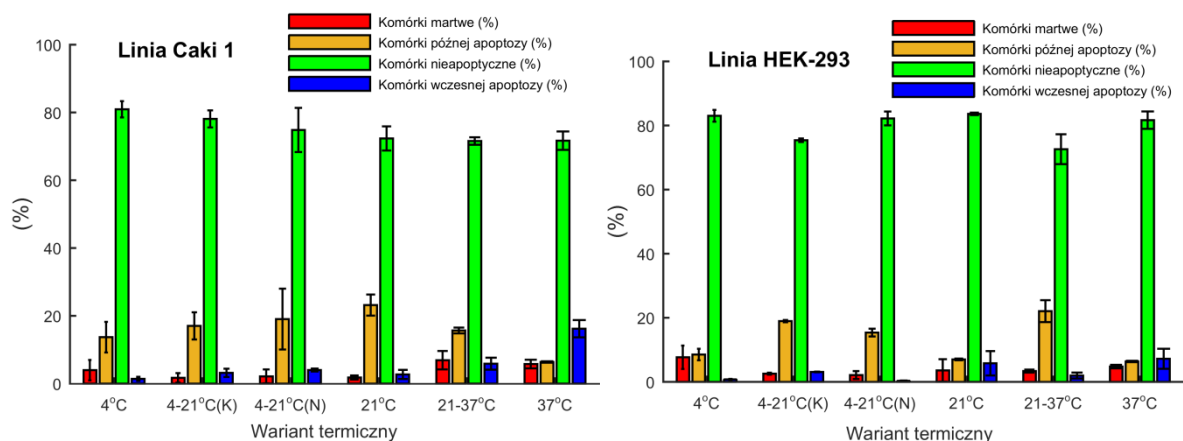 Komórki martwe (%)
Komórki późnej apoptozy (%)
Komórki nieapoptyczne (%)
Komórki wczesnej apoptozy (%)
Linia Caki 1
100
80
60
40
20
0
(%)
4°C
4-21°C(K)
4-21°C(N)
21°C
21-37°C
37°C
Wariant termiczny
Komórki martwe (%)
Komórki późnej apoptozy (%)
Komórki nieapoptyczne (%)
Komórki wczesnej apoptozy (%)
Linia HEK-293
100
80
60
40
20
0
(%)
4°C
4-21°C(K)
4-21°C(N)
21°C
21-37°C
37°C
Wariant termiczny